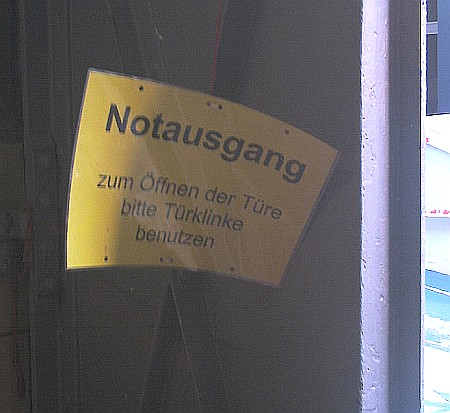 Notausgang
zum Öffnen der Türe
bitte Türklinke
benutzen